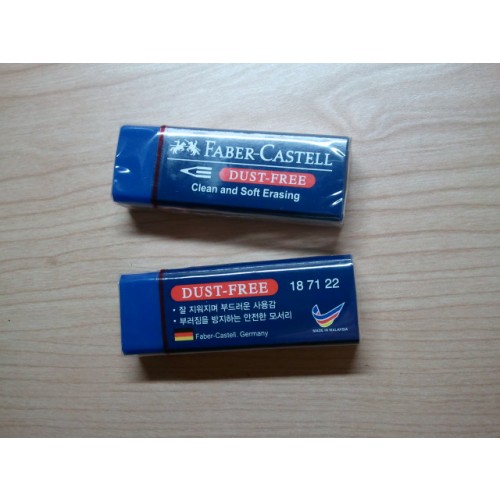 FABER-CASTELL
DUST-FREE
Clean and Soft Erasing
DUST-FREE 18 71 22
• 잘 지워지며 부드러운 사용감
• 부러짐을 방지하는 안전한 모서리
Faber-Castell, Germany
MADE IN MALAYSIA